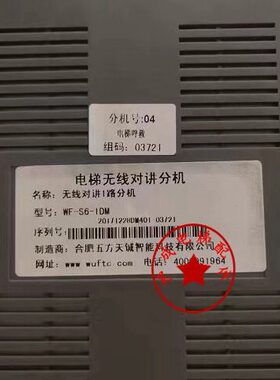 分机号:04
电梯呼救
组码: 03721
电梯无线对讲分机
名称: 无线对讲1路分机
型号: WF-S6-1DM
20171228DM401 03721
序列号:
制造商: 合肥五方天诚智能科技有限公司
网址: www.wuftc.com 电话: 4000991964